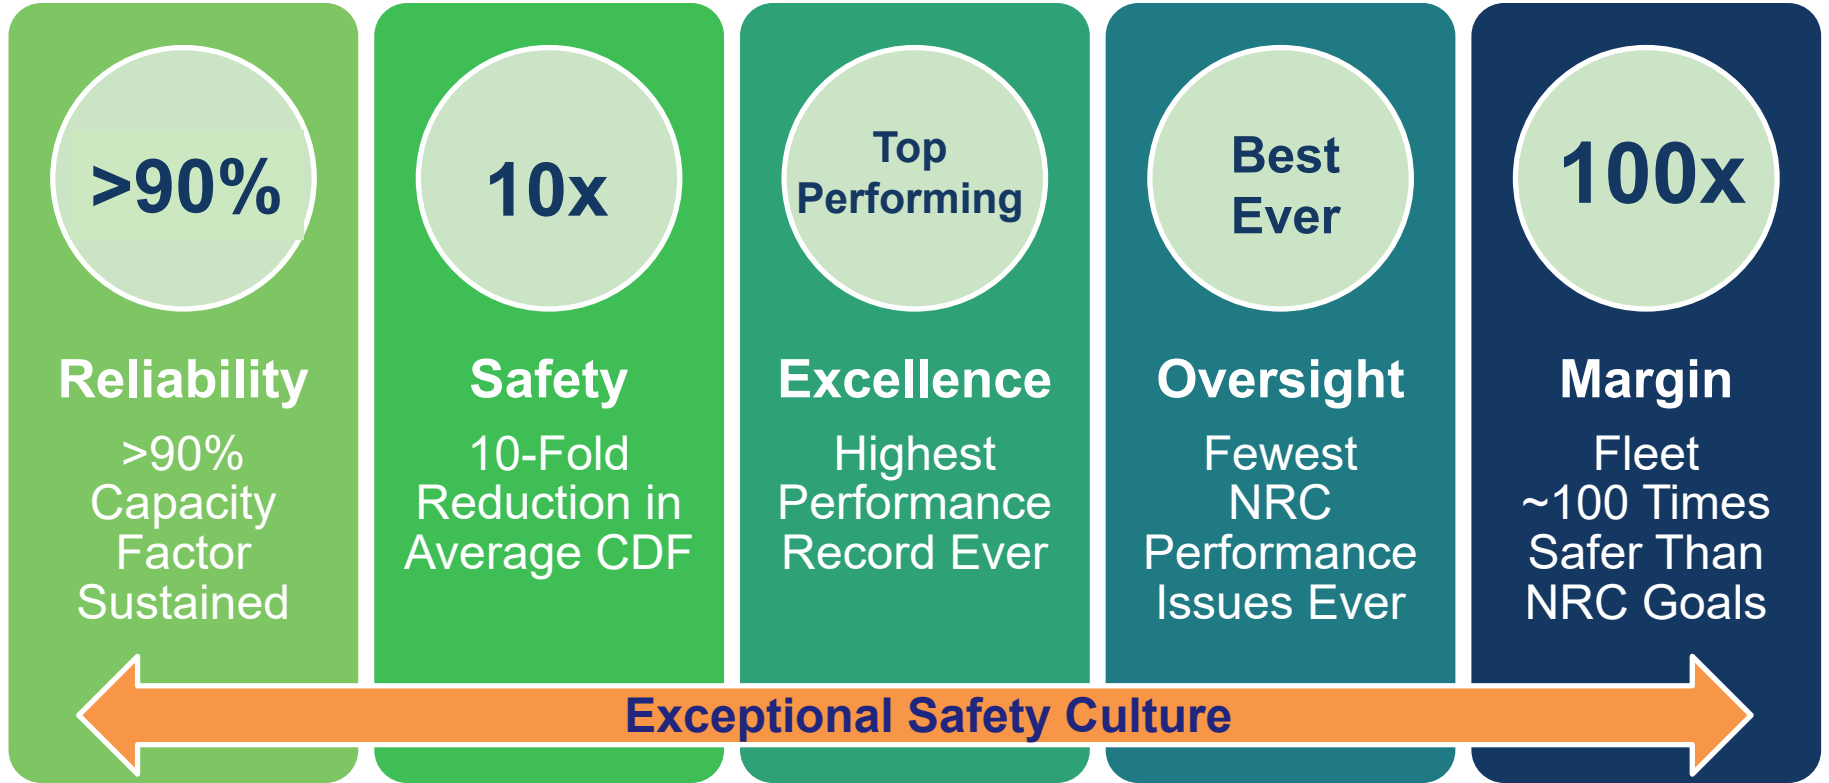 >90%
Reliability
>90%
Capacity
Factor
Sustained
10x
Safety
10-Fold
Reduction in
Average CDF
Top
Performing
Excellence
Highest
Performance
Record Ever
Best
Ever
Oversight
Fewest
NRC
Performance
Issues Ever
100x
Margin
Fleet
~100 Times
Safer Than
NRC Goals
Exceptional Safety Culture